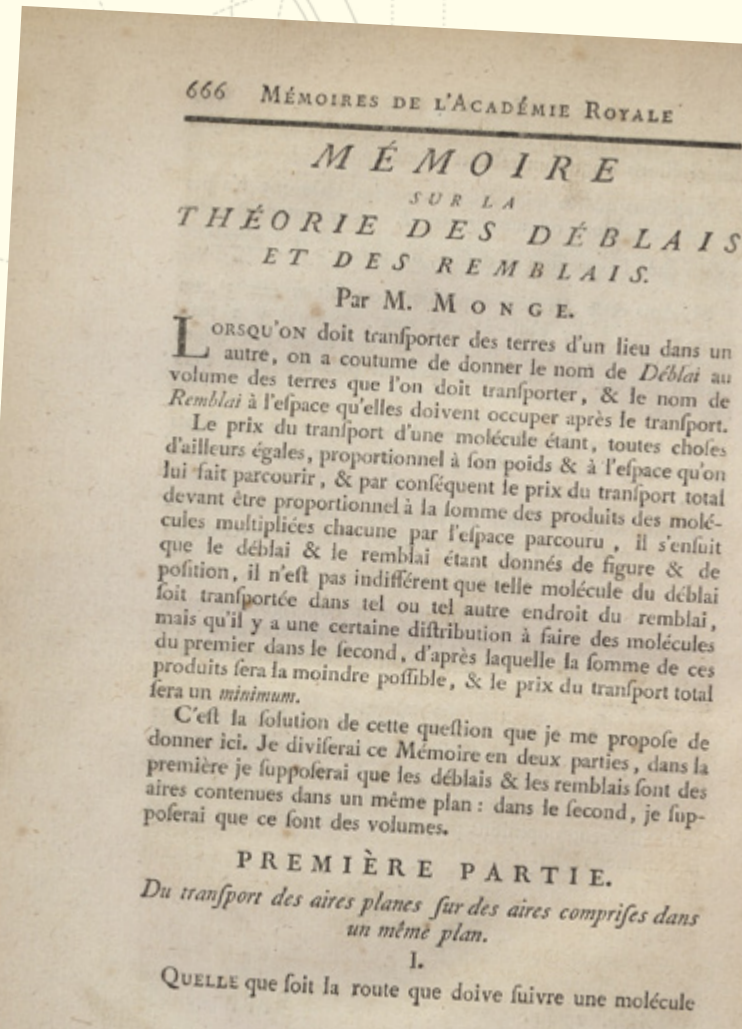 666 MÉMOIRES DE L'ACADÉMIE ROYALE
MÉMOIRE
SUR LA
THÉORIE DES DÉBLAIS
ET DES REMBLAIS.
Par M. MONGE.
LORSQU'ON doit tranſporter des terres d'un lieu dans un
autre, on a coutume de donner le nom de Déblai au
volume des terres que l'on doit tranſporter, & le nom de
Remblai à l'eſpace qu'elles doivent occuper après le tranſport.
Le prix du tranſport d'une molécule étant, toutes choſes
d'ailleurs égales, proportionnel à ſon poids & à l'eſpace qu'on
lui fait parcourir, & par conſéquent le prix du tranſport total
devant être proportionnel à la ſomme des produits des molé-
cules multipliées chacune par l'eſpace parcouru, il s'enſuit
que le déblai & le remblai étant donnés de figure & de
poſition, il n'eſt pas indifférent que telle molécule du déblai
ſoit tranſportée dans tel ou tel autre endroit du remblai,
mais qu'il y a une certaine diſtribution à faire des molécules
du premier dans le ſecond, d'après laquelle la ſomme de ces
produits ſera la moindre poſſible, & le prix du tranſport total
ſera un minimum.
C'eſt la ſolution de cette queſtion que je me propoſe de
donner ici. Je diviſerai ce Mémoire en deux parties, dans la
première je ſuppoſerai que les déblais & les remblais ſont des
aires contenues dans un même plan : dans le ſecond, je ſup-
poſerai que ce ſont des volumes.
PREMIÈRE PARTIE.
Du tranſport des aires planes ſur des aires compriſes dans
un même plan.
I.
QUELLE que ſoit la route que doive ſuivre une molécule